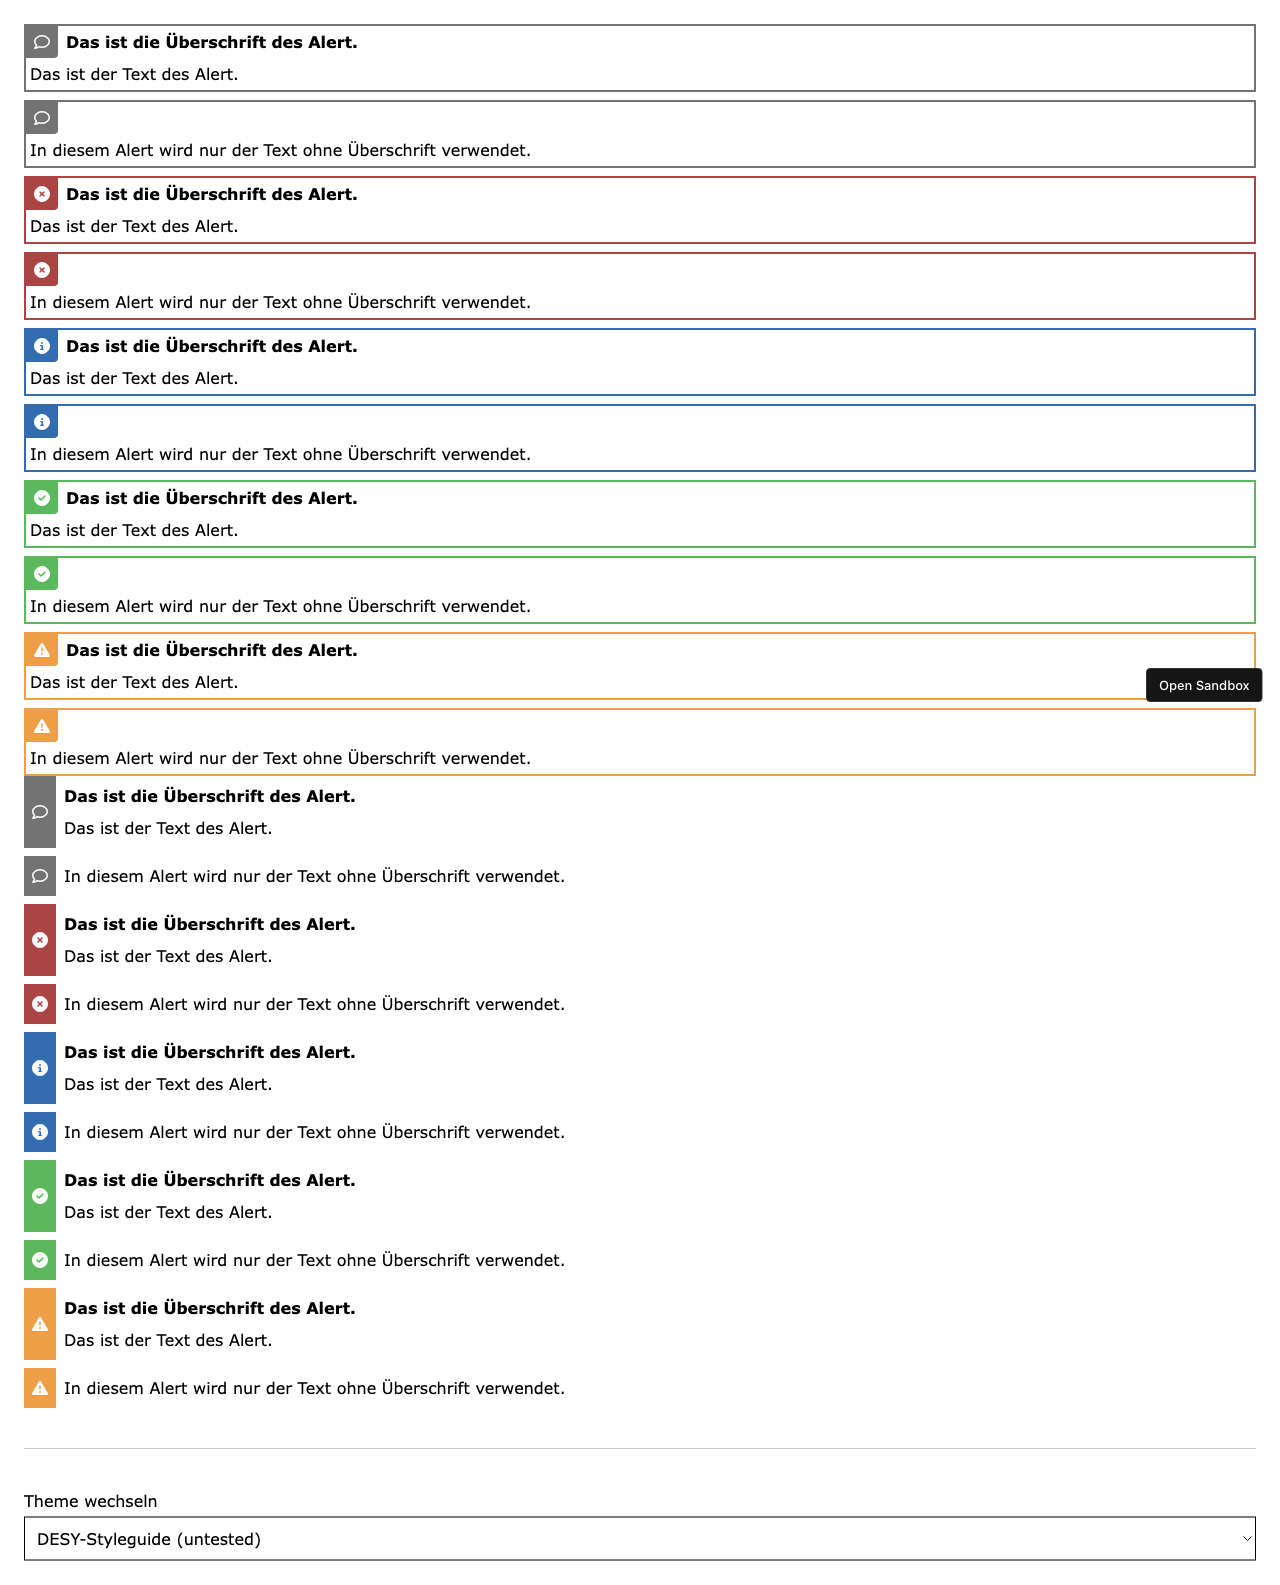 Das ist die Überschrift des Alert.
Das ist der Text des Alert.
In diesem Alert wird nur der Text ohne Überschrift verwendet.
Das ist die Überschrift des Alert.
Das ist der Text des Alert.
In diesem Alert wird nur der Text ohne Überschrift verwendet.
Das ist die Überschrift des Alert.
Das ist der Text des Alert.
In diesem Alert wird nur der Text ohne Überschrift verwendet.
Das ist die Überschrift des Alert.
Das ist der Text des Alert.
In diesem Alert wird nur der Text ohne Überschrift verwendet.
Das ist die Überschrift des Alert.
Das ist der Text des Alert.
Open Sandbox
In diesem Alert wird nur der Text ohne Überschrift verwendet.
Das ist die Überschrift des Alert.
Das ist der Text des Alert.
In diesem Alert wird nur der Text ohne Überschrift verwendet.
Das ist die Überschrift des Alert.
Das ist der Text des Alert.
In diesem Alert wird nur der Text ohne Überschrift verwendet.
Das ist die Überschrift des Alert.
Das ist der Text des Alert.
In diesem Alert wird nur der Text ohne Überschrift verwendet.
Das ist die Überschrift des Alert.
Das ist der Text des Alert.
In diesem Alert wird nur der Text ohne Überschrift verwendet.
Das ist die Überschrift des Alert.
Das ist der Text des Alert.
In diesem Alert wird nur der Text ohne Überschrift verwendet.
Theme wechseln
DESY-Styleguide (untested)